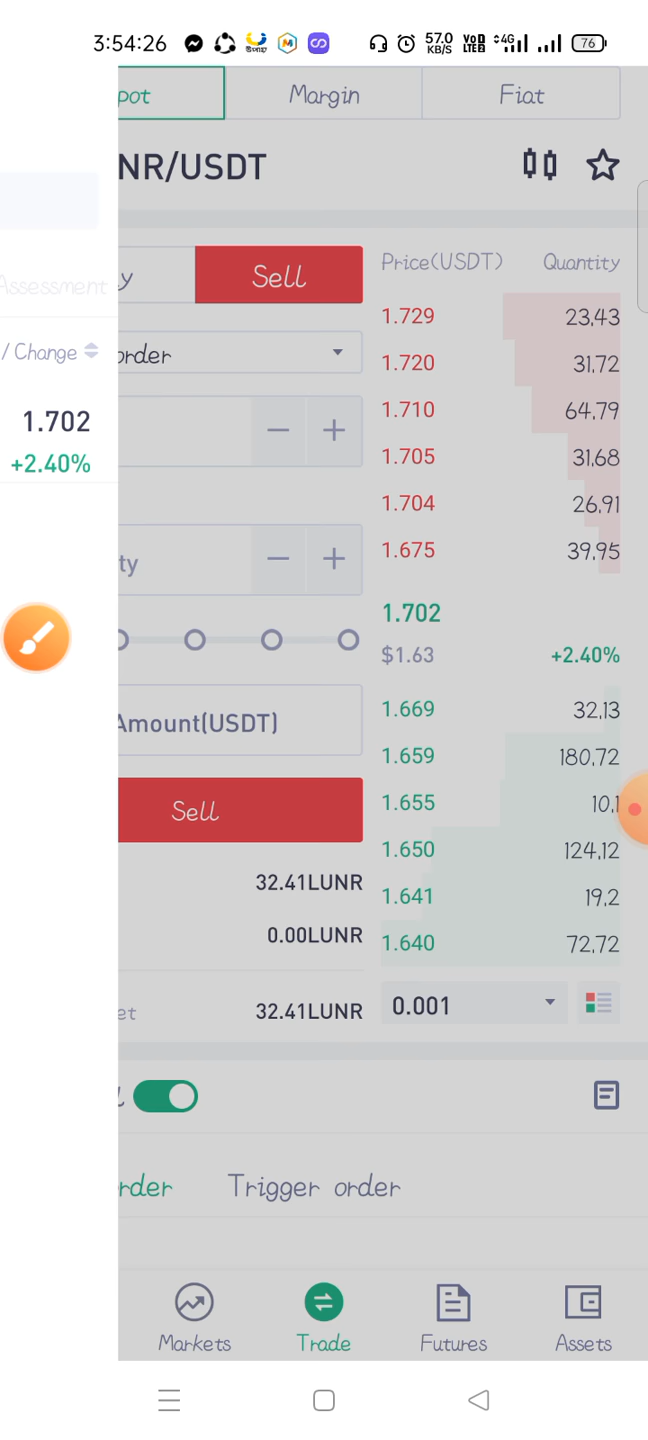 3:54:26 57.0 KB/S VoD LTE2 4G 76
pot Margin Fiat
NR/USDT
y Sell Price(USDT) Quantity
Assessment
/ Change
1.702
+2.40%
order
ty
Amount(USDT)
Sell
32.41LUNR
0.00LUNR
et 32.41LUNR
1.729 23,43
1.720 31,72
1.710 64,79
1.705 31,68
1.704 26,91
1.675 39,95
1.702
$1.63 +2.40%
1.669 32,13
1.659 180,72
1.655 10,1
1.650 124,12
1.641 19,2
1.640 72,72
0.001
rder Trigger order
Markets Trade Futures Assets